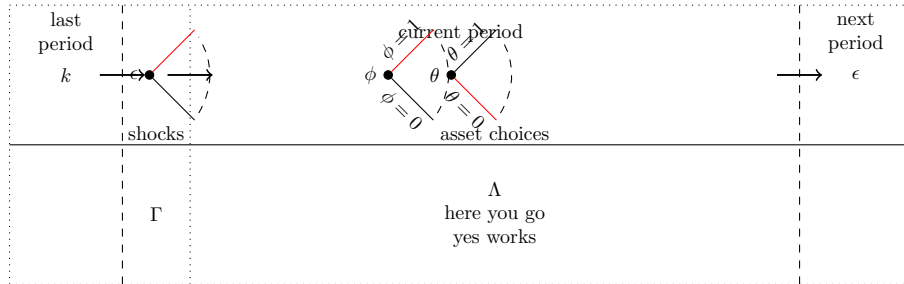 last
period
k
ϵ
shocks
current period
ϕ
ϕ = 1
ϕ = 0
θ
θ = 1
θ = 0
asset choices
next
period
ϵ
Γ
Λ
here you go
yes works